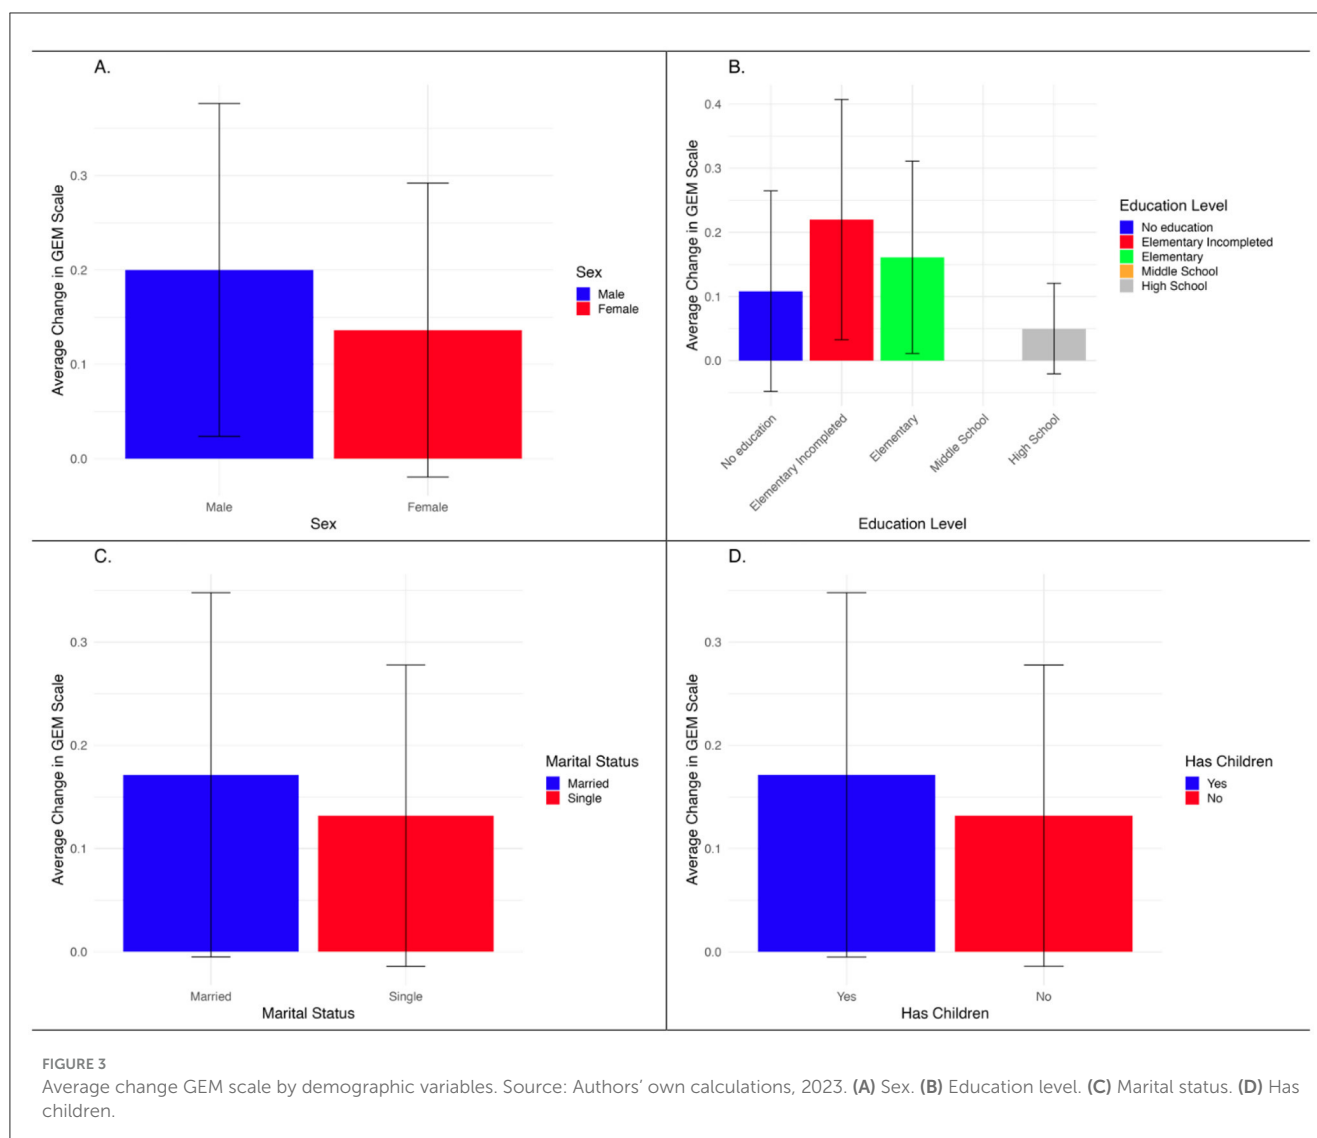 A.
Average Change in GEM Scale
0.3
0.2
0.1
0.0
Male
Female
Sex
Sex
Male
Female
B.
Average Change in GEM Scale
0.4
0.3
0.2
0.1
0.0
No education
Elementary Incompleted
Elementary
Middle School
High School
Education Level
Education Level
No education
Elementary Incompleted
Elementary
Middle School
High School
C.
Average Change in GEM Scale
0.3
0.2
0.1
0.0
Married
Single
Marital Status
Marital Status
Married
Single
D.
Average Change in GEM Scale
0.3
0.2
0.1
0.0
Yes
No
Has Children
Has Children
Yes
No
FIGURE 3
Average change GEM scale by demographic variables. Source: Authors’ own calculations, 2023. (A) Sex. (B) Education level. (C) Marital status. (D) Has
children.